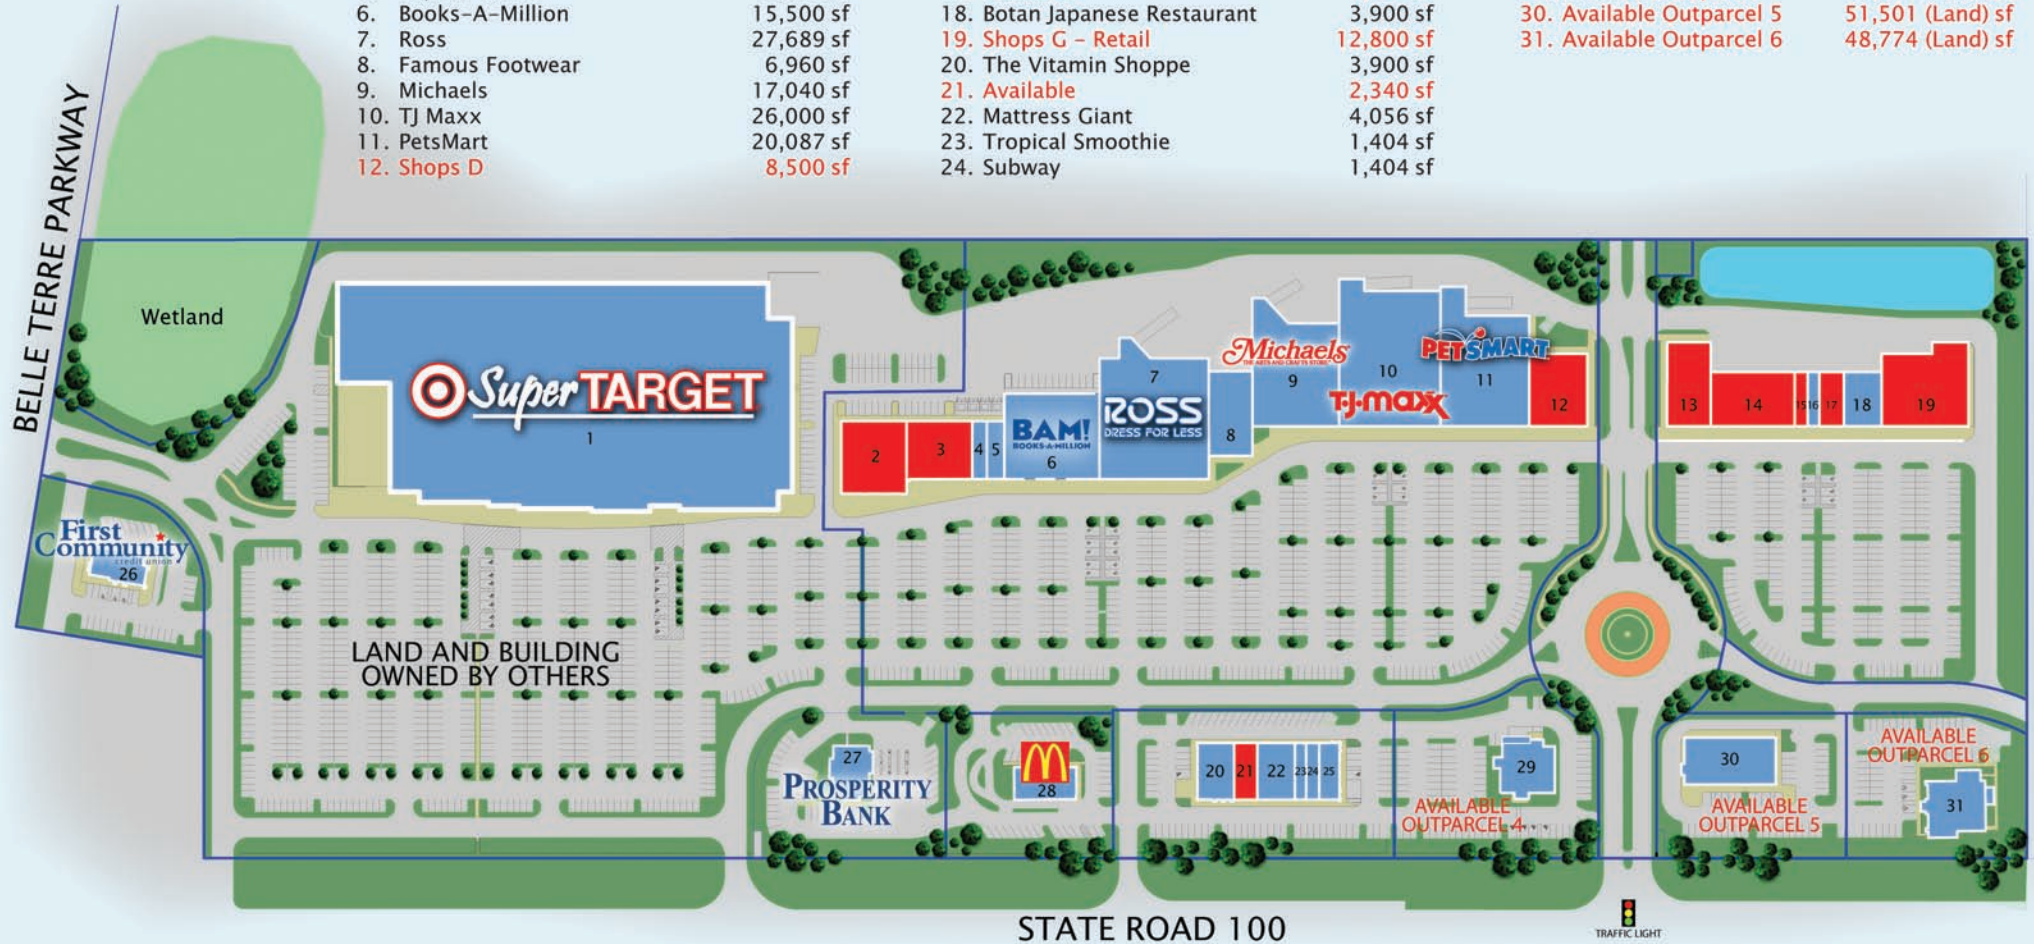 6. Books-A-Million 15,500 sf
7. Ross 27,689 sf
8. Famous Footwear 6,960 sf
9. Michaels 17,040 sf
10. TJ Maxx 26,000 sf
11. PetsMart 20,087 sf
12. Shops D 8,500 sf
18. Botan Japanese Restaurant 3,900 sf
19. Shops G - Retail 12,800 sf
20. The Vitamin Shoppe 3,900 sf
21. Available 2,340 sf
22. Mattress Giant 4,056 sf
23. Tropical Smoothie 1,404 sf
24. Subway 1,404 sf
30. Available Outparcel 5 51,501 (Land) sf
31. Available Outparcel 6 48,774 (Land) sf
BELLE TERRE PARKWAY
Wetland
Super TARGET
1
2
3
4
5
BAM!
BOOKS-A-MILLION
6
7
ROSS
DRESS FOR LESS
8
Michaels
THE ARTS AND CRAFTS STORE
9
10
T·J·maxx
PETSMART
11
12
13
14
15
16
17
18
19
First
Community
credit union
26
LAND AND BUILDING
OWNED BY OTHERS
27
PROSPERITY
BANK
M
28
20
21
22
23
24
25
29
AVAILABLE
OUTPARCEL 4
30
AVAILABLE
OUTPARCEL 5
AVAILABLE
OUTPARCEL 6
31
STATE ROAD 100
TRAFFIC LIGHT